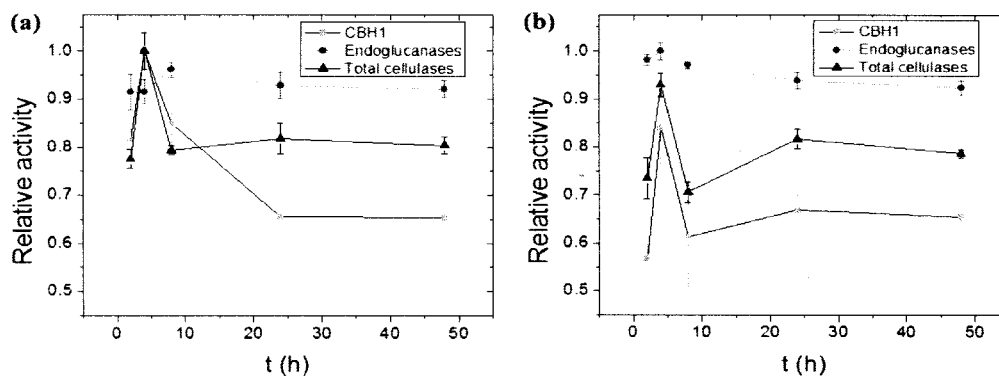 (a)
CBH1
Endoglucanases
Total cellulases
Relative activity
1.0
0.9
0.8
0.7
0.6
0.5
0 10 20 30 40 50
t (h)
(b)
CBH1
Endoglucanases
Total cellulases
Relative activity
1.0
0.9
0.8
0.7
0.6
0.5
0 10 20 30 40 50
t (h)